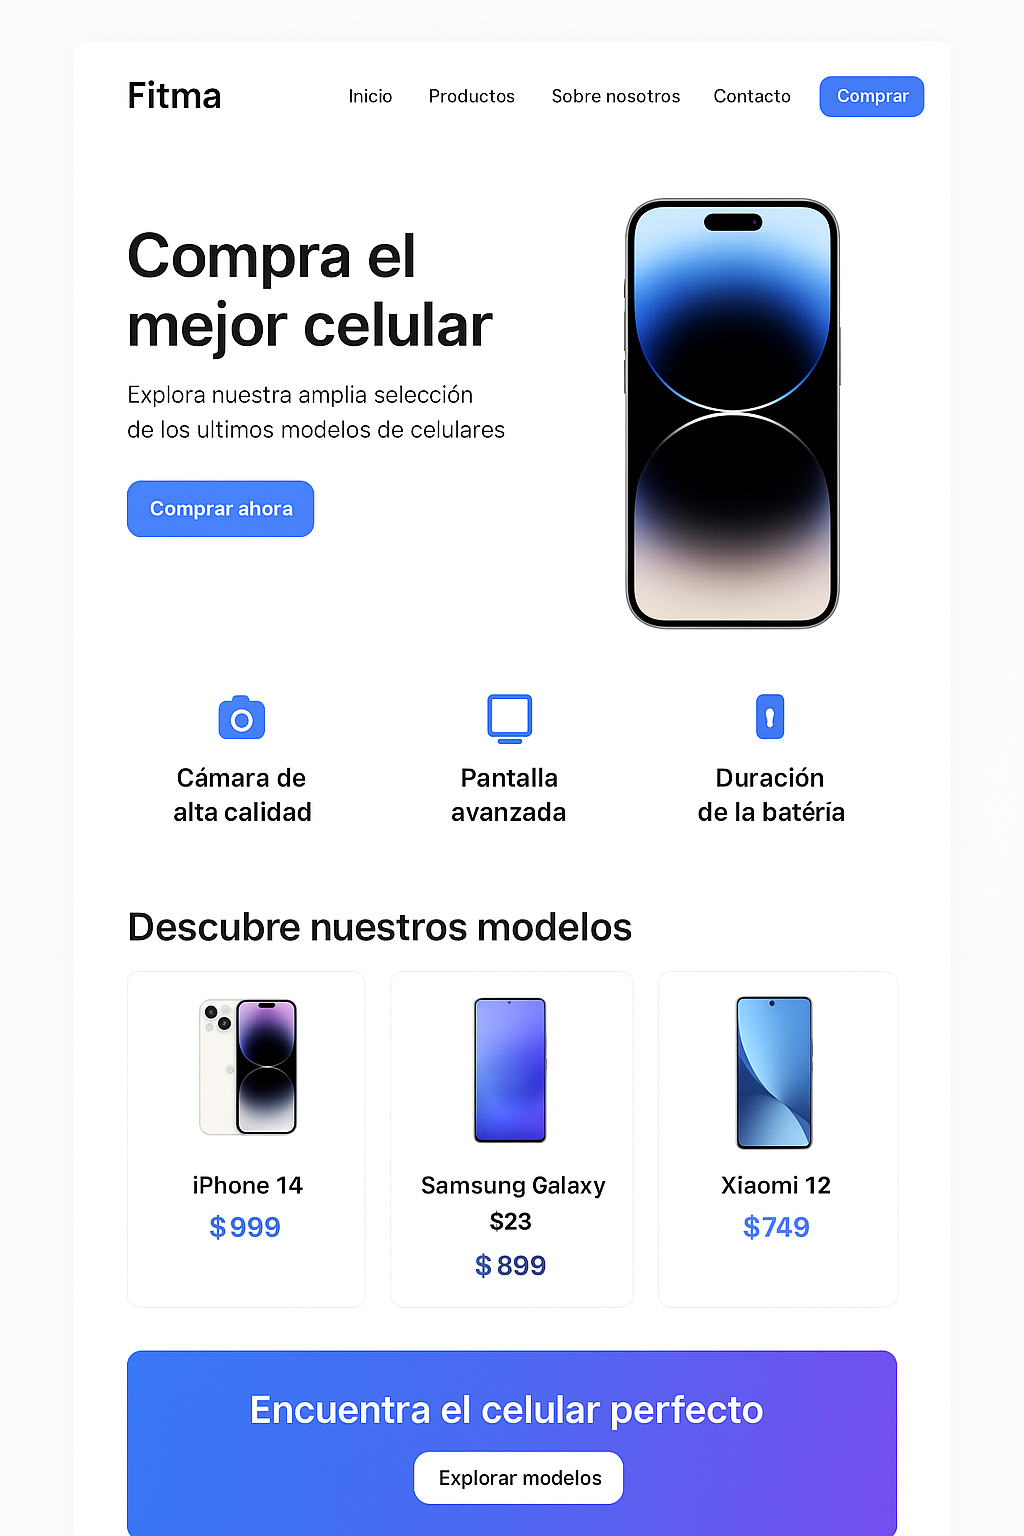 Fitma
Inicio Productos Sobre nosotros Contacto Comprar
Compra el
mejor celular
Explora nuestra amplia selección
de los ultimos modelos de celulares
Comprar ahora
Cámara de
alta calidad
Pantalla
avanzada
Duración
de la batéría
Descubre nuestros modelos
iPhone 14
$999
Samsung Galaxy
$23
$899
Xiaomi 12
$749
Encuentra el celular perfecto
Explorar modelos